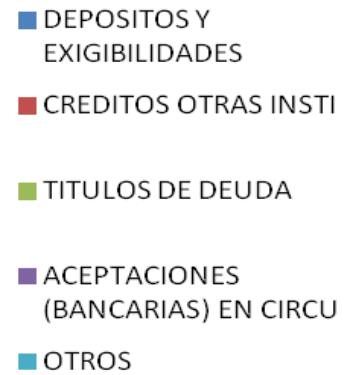 DEPOSITOS Y
EXIGIBILIDADES
CREDITOS OTRAS INSTI
TITULOS DE DEUDA
ACEPTACIONES
(BANCARIAS) EN CIRCU
OTROS